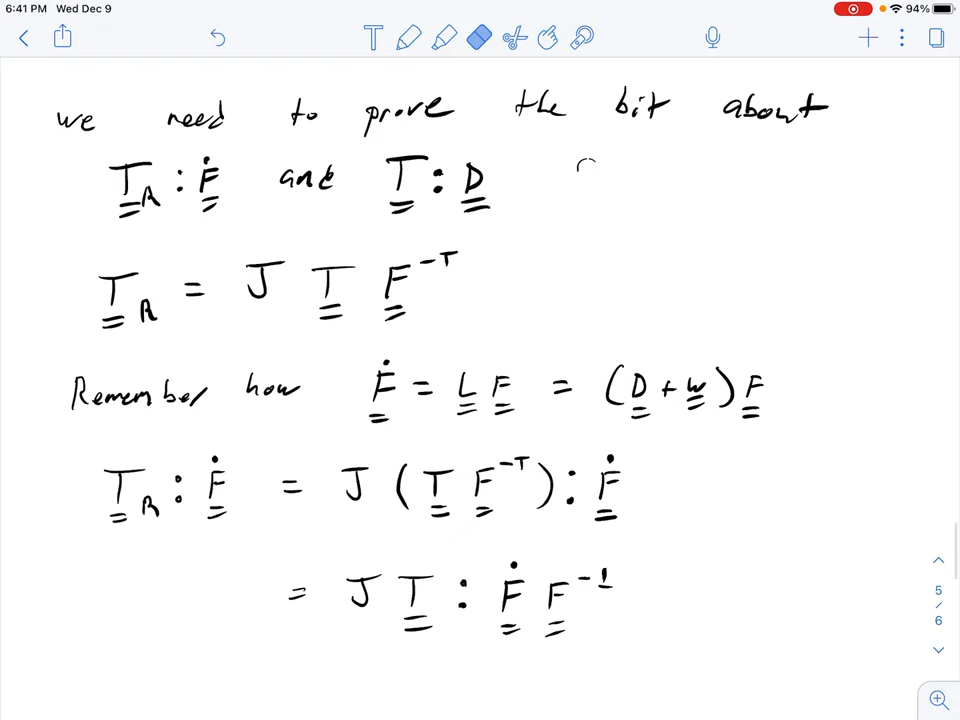 6:41 PM Wed Dec 9 94%
we need to prove the bit about
T_R : Ḟ and T : D
T_R = J T F^{-T}
Remember how Ḟ = L F = (D + W) F
T_R : Ḟ = J (T F^{-T}) : Ḟ
= J T : Ḟ F^{-1}
5
/
6